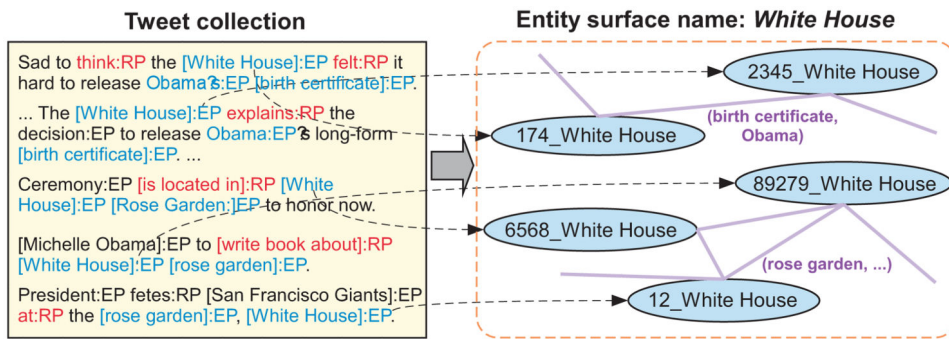 Tweet collection
Sad to think:RP the [White House]:EP felt:RP it
hard to release Obama?s:EP [birth certificate]:EP.
... The [White House]:EP explains:RP the
decision:EP to release Obama:EP?s long-form
[birth certificate]:EP. ...
Ceremony:EP [is located in]:RP [White
House]:EP [Rose Garden:]EP to honor now.
[Michelle Obama]:EP to [write book about]:RP
[White House]:EP [rose garden]:EP.
President:EP fetes:RP [San Francisco Giants]:EP
at:RP the [rose garden]:EP, [White House]:EP.
Entity surface name: White House
2345_White House
(birth certificate,
Obama)
174_White House
89279_White House
6568_White House
(rose garden, ...)
12_White House